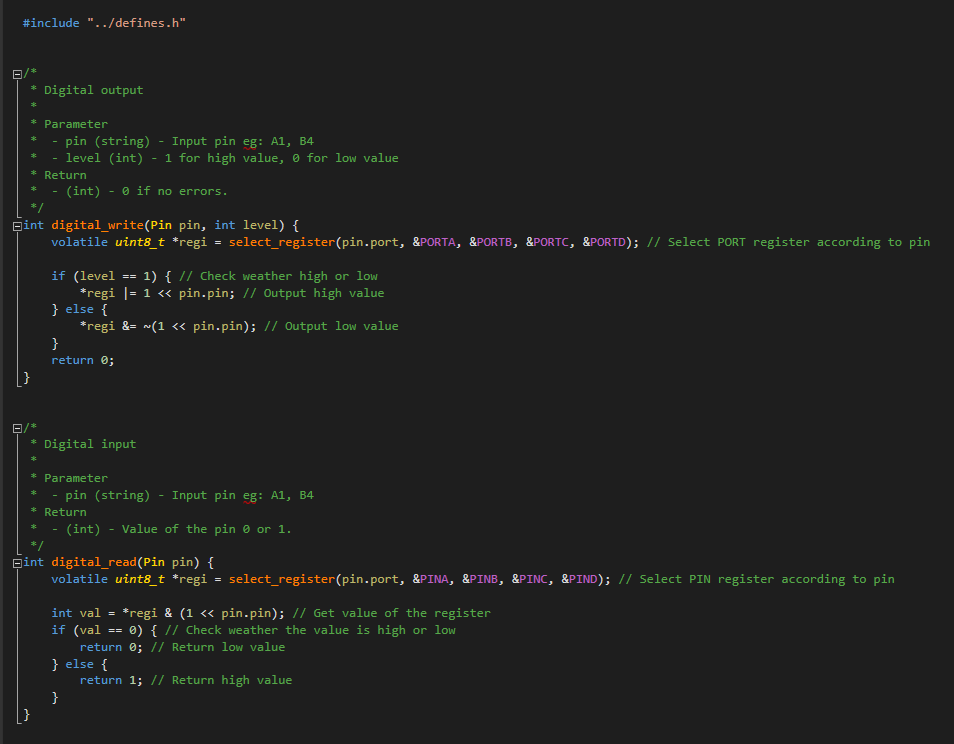 #include "../defines.h"
/*
 * Digital output
 *
 * Parameter
 *  - pin (string) - Input pin eg: A1, B4
 *  - level (int) - 1 for high value, 0 for low value
 * Return
 *  - (int) - 0 if no errors.
 */
int digital_write(Pin pin, int level) {
    volatile uint8_t *regi = select_register(pin.port, &PORTA, &PORTB, &PORTC, &PORTD); // Select PORT register according to pin
    if (level == 1) { // Check weather high or low
        *regi |= 1 << pin.pin; // Output high value
    } else {
        *regi &= ~(1 << pin.pin); // Output low value
    }
    return 0;
}
/*
 * Digital input
 *
 * Parameter
 *  - pin (string) - Input pin eg: A1, B4
 * Return
 *  - (int) - Value of the pin 0 or 1.
 */
int digital_read(Pin pin) {
    volatile uint8_t *regi = select_register(pin.port, &PINA, &PINB, &PINC, &PIND); // Select PIN register according to pin
    int val = *regi & (1 << pin.pin); // Get value of the register
    if (val == 0) { // Check weather the value is high or low
        return 0; // Return low value
    } else {
        return 1; // Return high value
    }
}